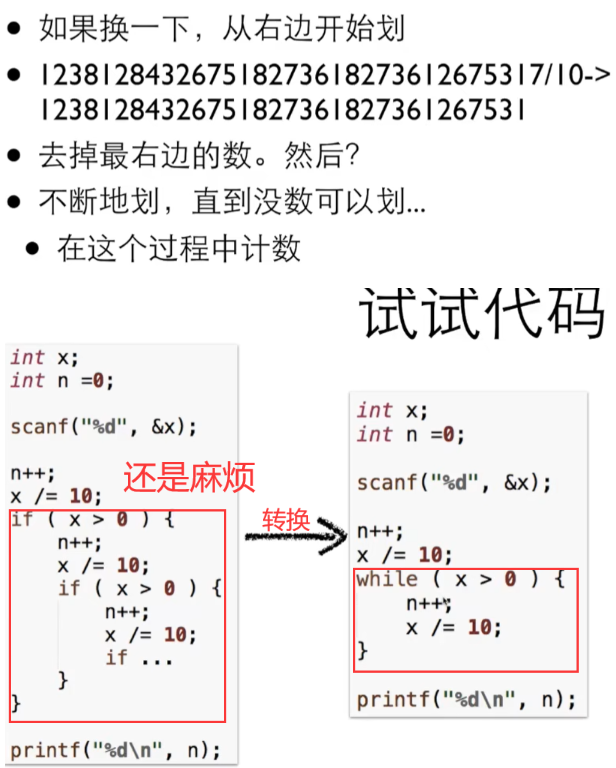 • 如果换一下，从右边开始划
• 123812843267518273618273612675317/10->
12381284326751827361827361267531
• 去掉最右边的数。然后？
• 不断地划，直到没数可以划...
• 在这个过程中计数
试试代码
int x;
int n =0;
scanf("%d", &x);
n++;
x /= 10;
if ( x > 0 ) {
n++;
x /= 10;
if ( x > 0 ) {
n++;
x /= 10;
if ...
}
}
printf("%d\n", n);
还是麻烦
转换
int x;
int n =0;
scanf("%d", &x);
n++;
x /= 10;
while ( x > 0 ) {
n++;
x /= 10;
}
printf("%d\n", n);